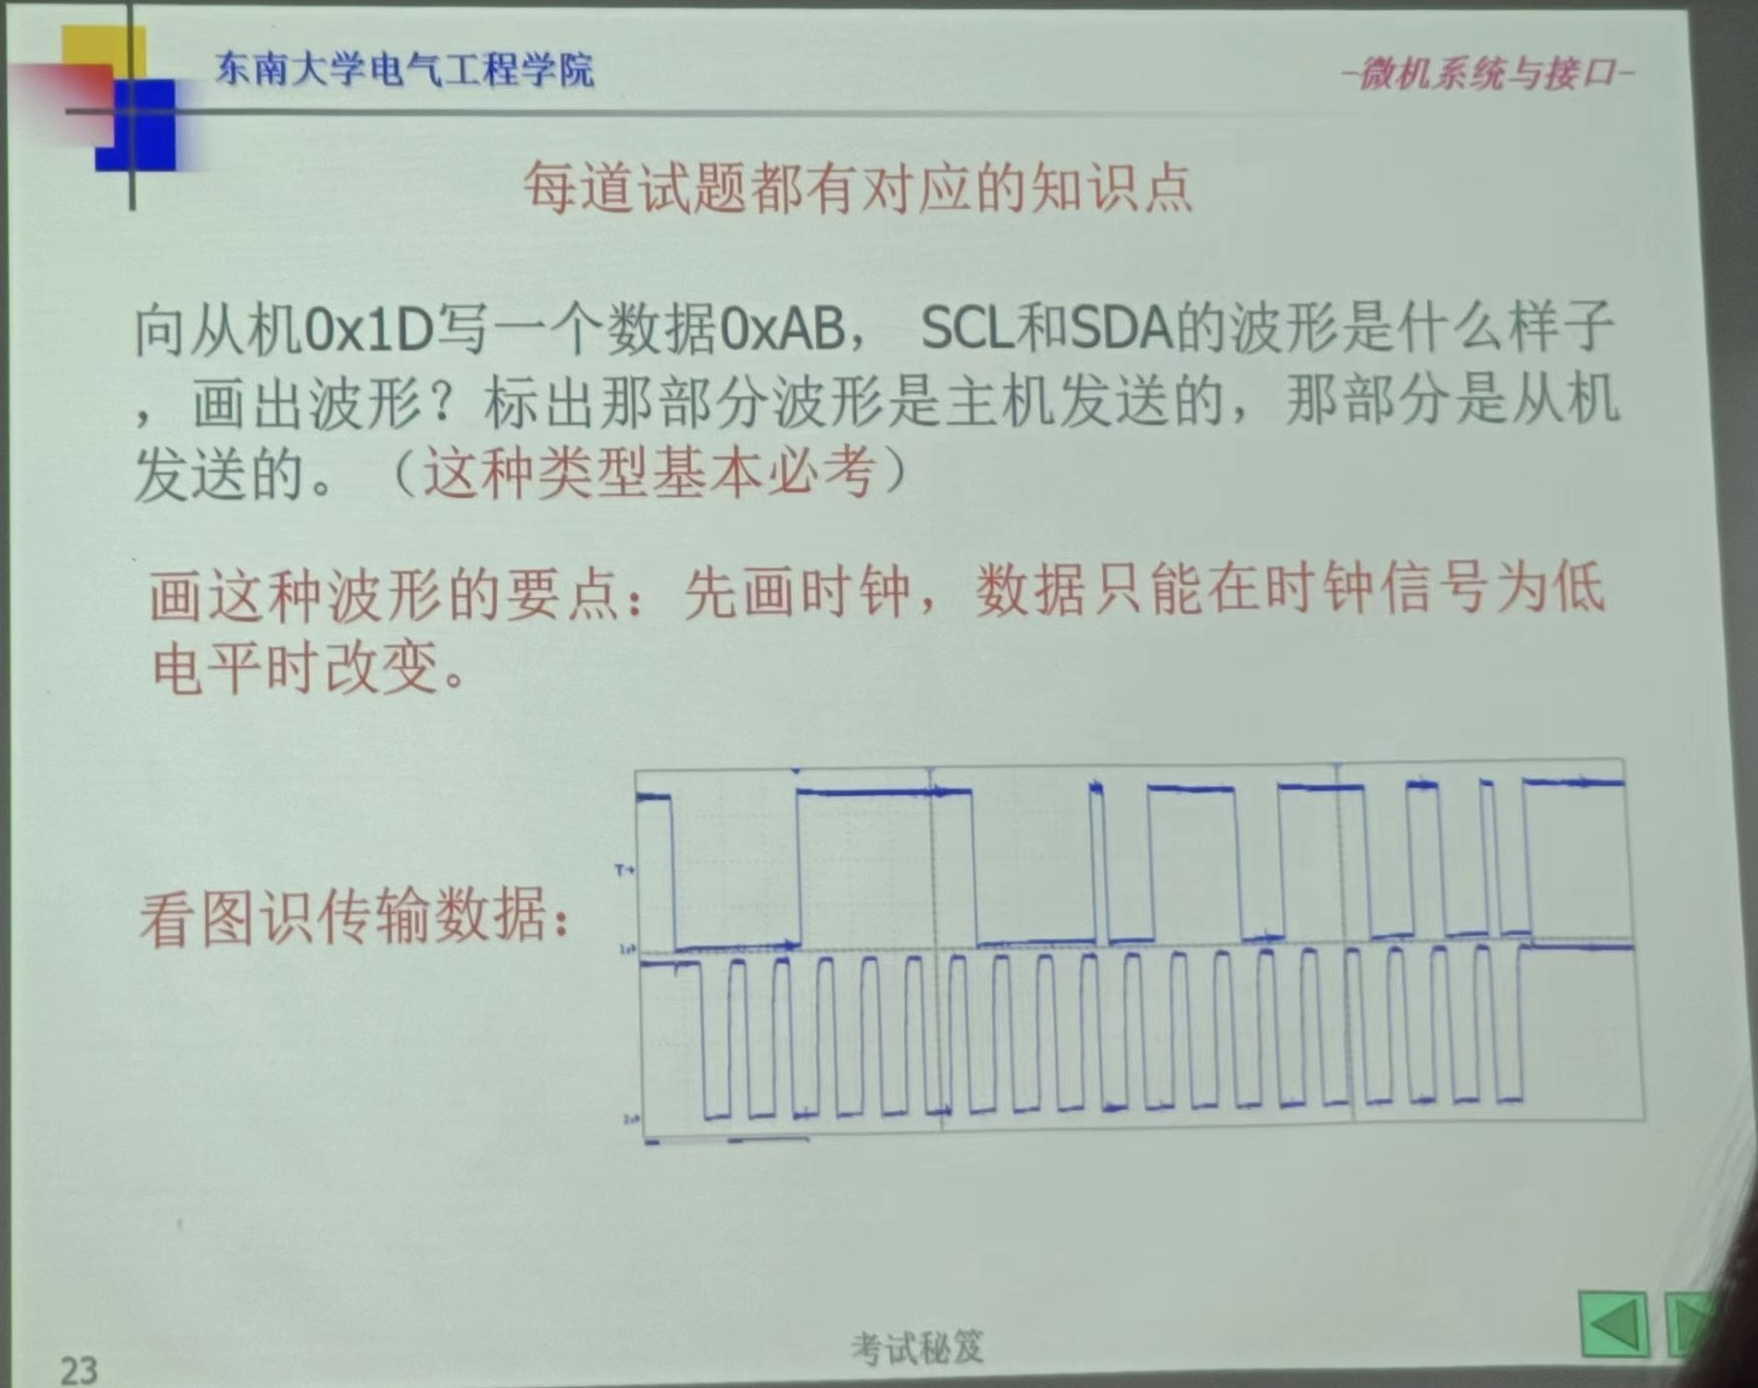 东南大学电气工程学院
-微机系统与接口-
每道试题都有对应的知识点
向从机0x1D写一个数据0xAB， SCL和SDA的波形是什么样子
，画出波形？标出那部分波形是主机发送的，那部分是从机
发送的。（这种类型基本必考）
画这种波形的要点：先画时钟，数据只能在时钟信号为低
电平时改变。
看图识传输数据：
考试秘笈
23